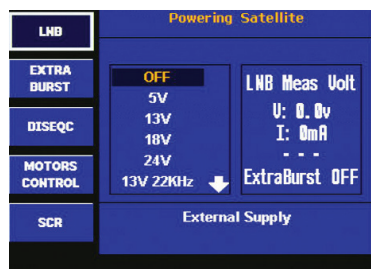 LNB
EXTRA
BURST
DISEQC
MOTORS
CONTROL
SCR
Powering Satellite
OFF
5V
13V
18V
24V
13V 22KHz
LNB Meas Volt
V: 0.0v
I: 0mA
- - -
ExtraBurst OFF
External Supply